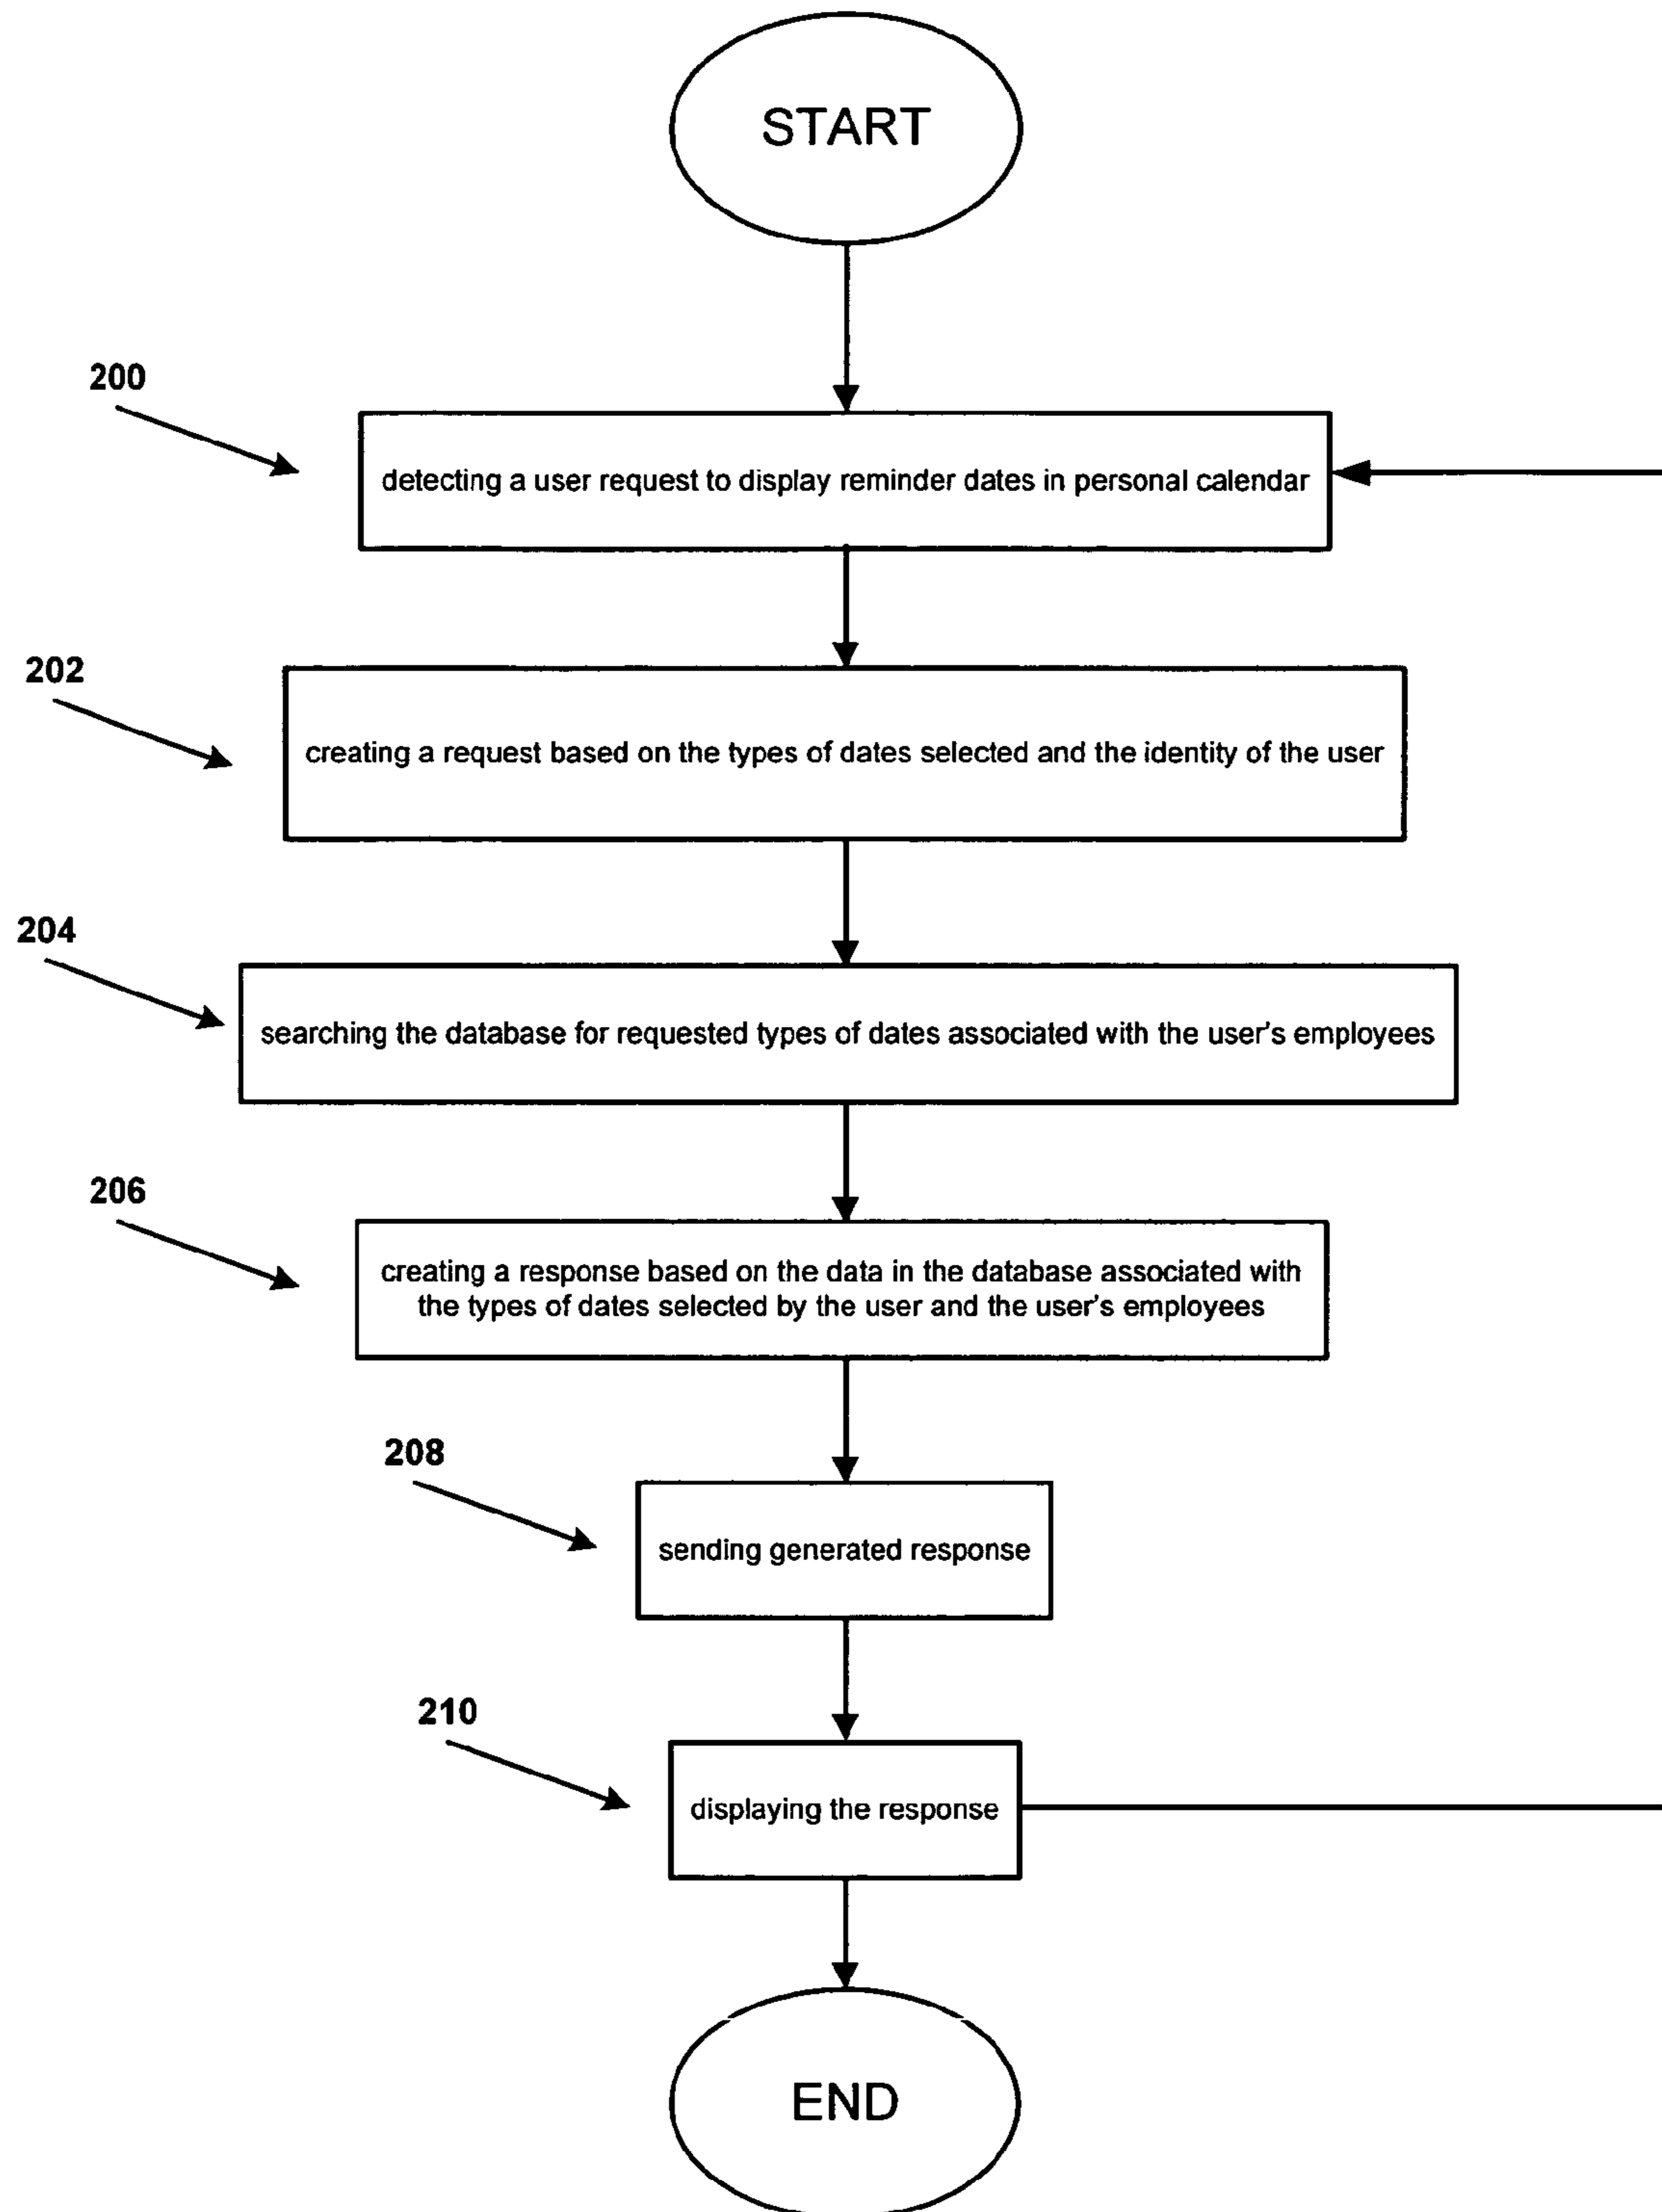 START
200
detecting a user request to display reminder dates in personal calendar
202
creating a request based on the types of dates selected and the identity of the user
204
searching the database for requested types of dates associated with the user's employees
206
creating a response based on the data in the database associated with
the types of dates selected by the user and the user's employees
208
sending generated response
210
displaying the response
END